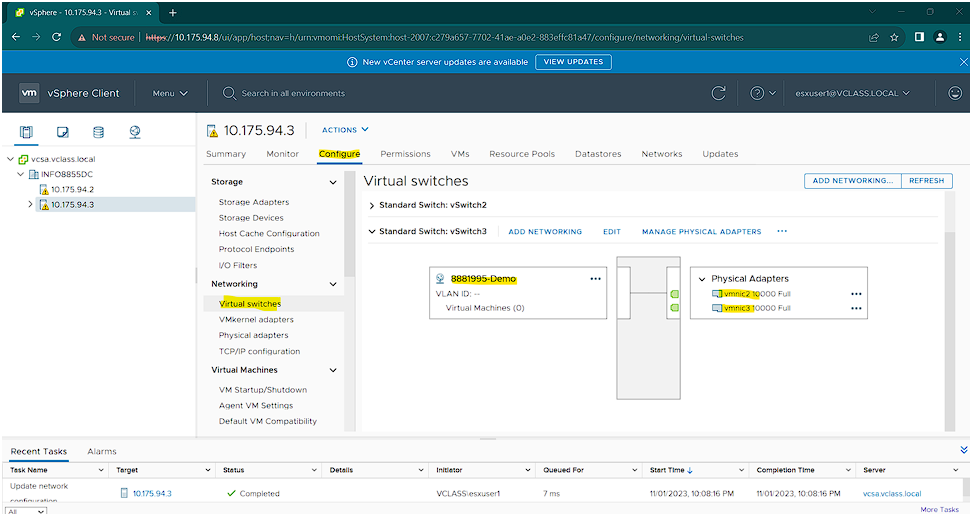 vSphere - 10.175.94.3 - Virtual s
Not secure https://10.175.94.8/ui/app/host;nav=h/urn:vmomi:HostSystem:host-2007:c279a657-7702-41ae-a0e2-883effc81a47/configure/networking/virtual-switches
New vCenter server updates are available VIEW UPDATES
vm vSphere Client Menu Search in all environments esxuser1@VCLASS.LOCAL
10.175.94.3 ACTIONS
Summary Monitor Configure Permissions VMs Resource Pools Datastores Networks Updates
vcsa.vclass.local
INFO8855DC
10.175.94.2
10.175.94.3
Storage
Storage Adapters
Storage Devices
Host Cache Configuration
Protocol Endpoints
I/O Filters
Networking
Virtual switches
VMkernel adapters
Physical adapters
TCP/IP configuration
Virtual Machines
VM Startup/Shutdown
Agent VM Settings
Default VM Compatibility
Virtual switches ADD NETWORKING... REFRESH
Standard Switch: vSwitch2
Standard Switch: vSwitch3 ADD NETWORKING EDIT MANAGE PHYSICAL ADAPTERS ...
8881995-Demo ...
VLAN ID: --
Virtual Machines (0)
Physical Adapters
vmnic2 10000 Full ...
vmnic3 10000 Full ...
Recent Tasks Alarms
Task Name Target Status Details Initiator Queued For Start Time Completion Time Server
Update network
configuration
10.175.94.3 Completed VCLASS\esxuser1 7 ms 11/01/2023, 10:08:16 PM 11/01/2023, 10:08:16 PM vcsa.vclass.local
All More Tasks